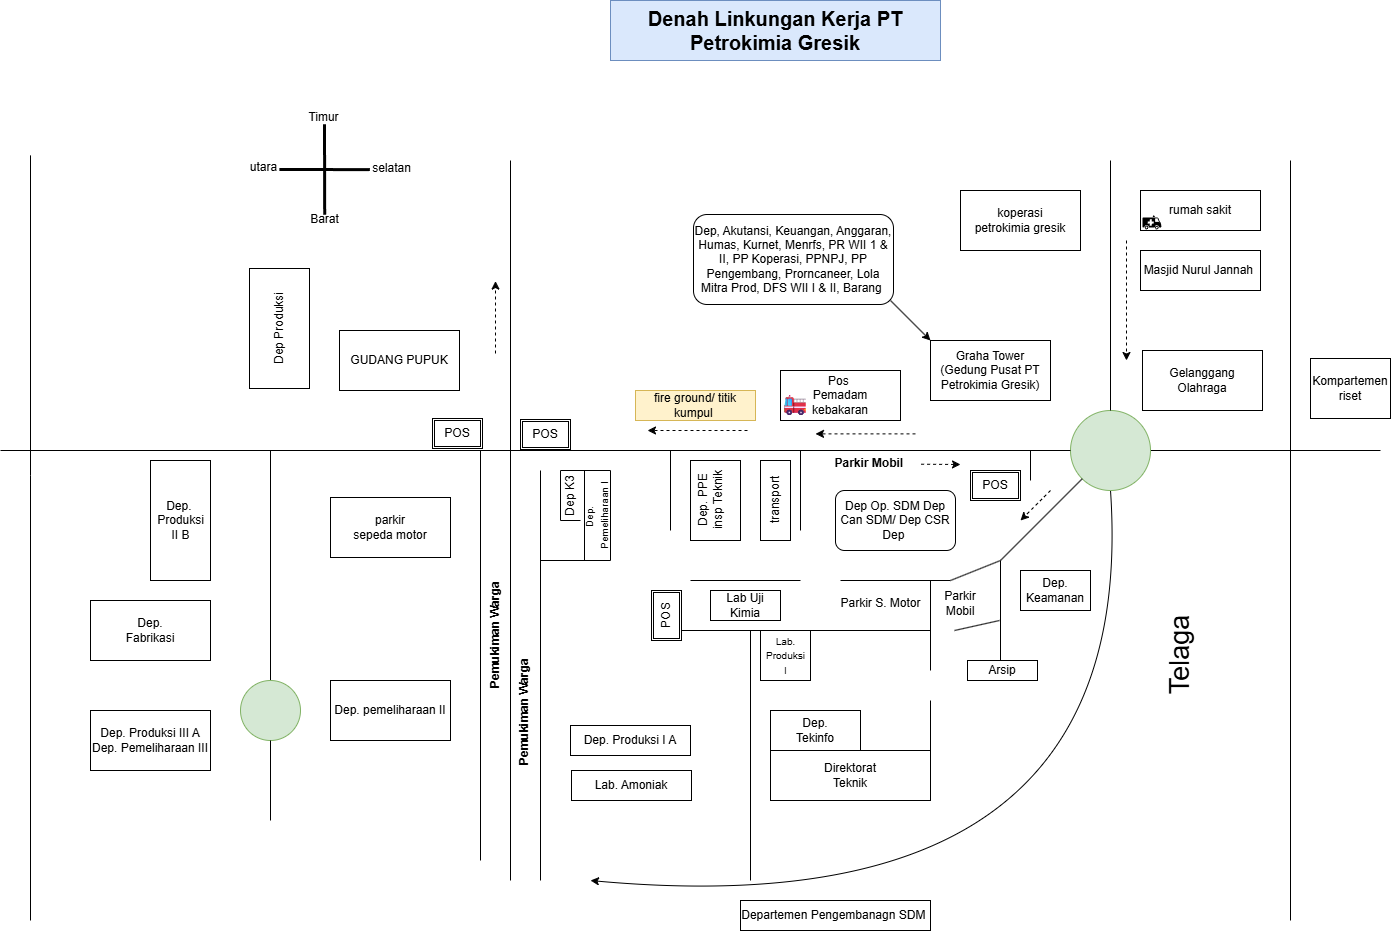 Denah Linkungan Kerja PT
Petrokimia Gresik
Timur
utara
selatan
Barat
koperasi
petrokimia gresik
rumah sakit
Masjid Nurul Jannah
Dep, Akutansi, Keuangan, Anggaran,
Humas, Kurnet, Menrfs, PR WII 1 &
II, PP Koperasi, PPNPJ, PP
Pengembang, Prorncaneer, Lola
Mitra Prod, DFS WII I & II, Barang
Dep Produksi
GUDANG PUPUK
Graha Tower
(Gedung Pusat PT
Petrokimia Gresik)
Gelanggang
Olahraga
Kompartemen
riset
Pos
Pemadam
kebakaran
fire ground/ titik
kumpul
POS
POS
Parkir Mobil
POS
Dep.
Produksi
II B
parkir
sepeda motor
Dep K3
Dep.
Pemeliharaan I
Dep. PPE
insp Teknik
transport
Dep Op. SDM Dep
Can SDM/ Dep CSR
Dep
Dep.
Fabrikasi
Pemukiman Warga
Pemukiman Warga
POS
Lab Uji
Kimia
Parkir S. Motor
Parkir
Mobil
Dep.
Keamanan
Lab.
Produksi
I
Arsip
Telaga
Dep. Produksi III A
Dep. Pemeliharaan III
Dep. pemeliharaan II
Dep. Produksi I A
Lab. Amoniak
Dep.
Tekinfo
Direktorat
Teknik
Departemen Pengembanagn SDM